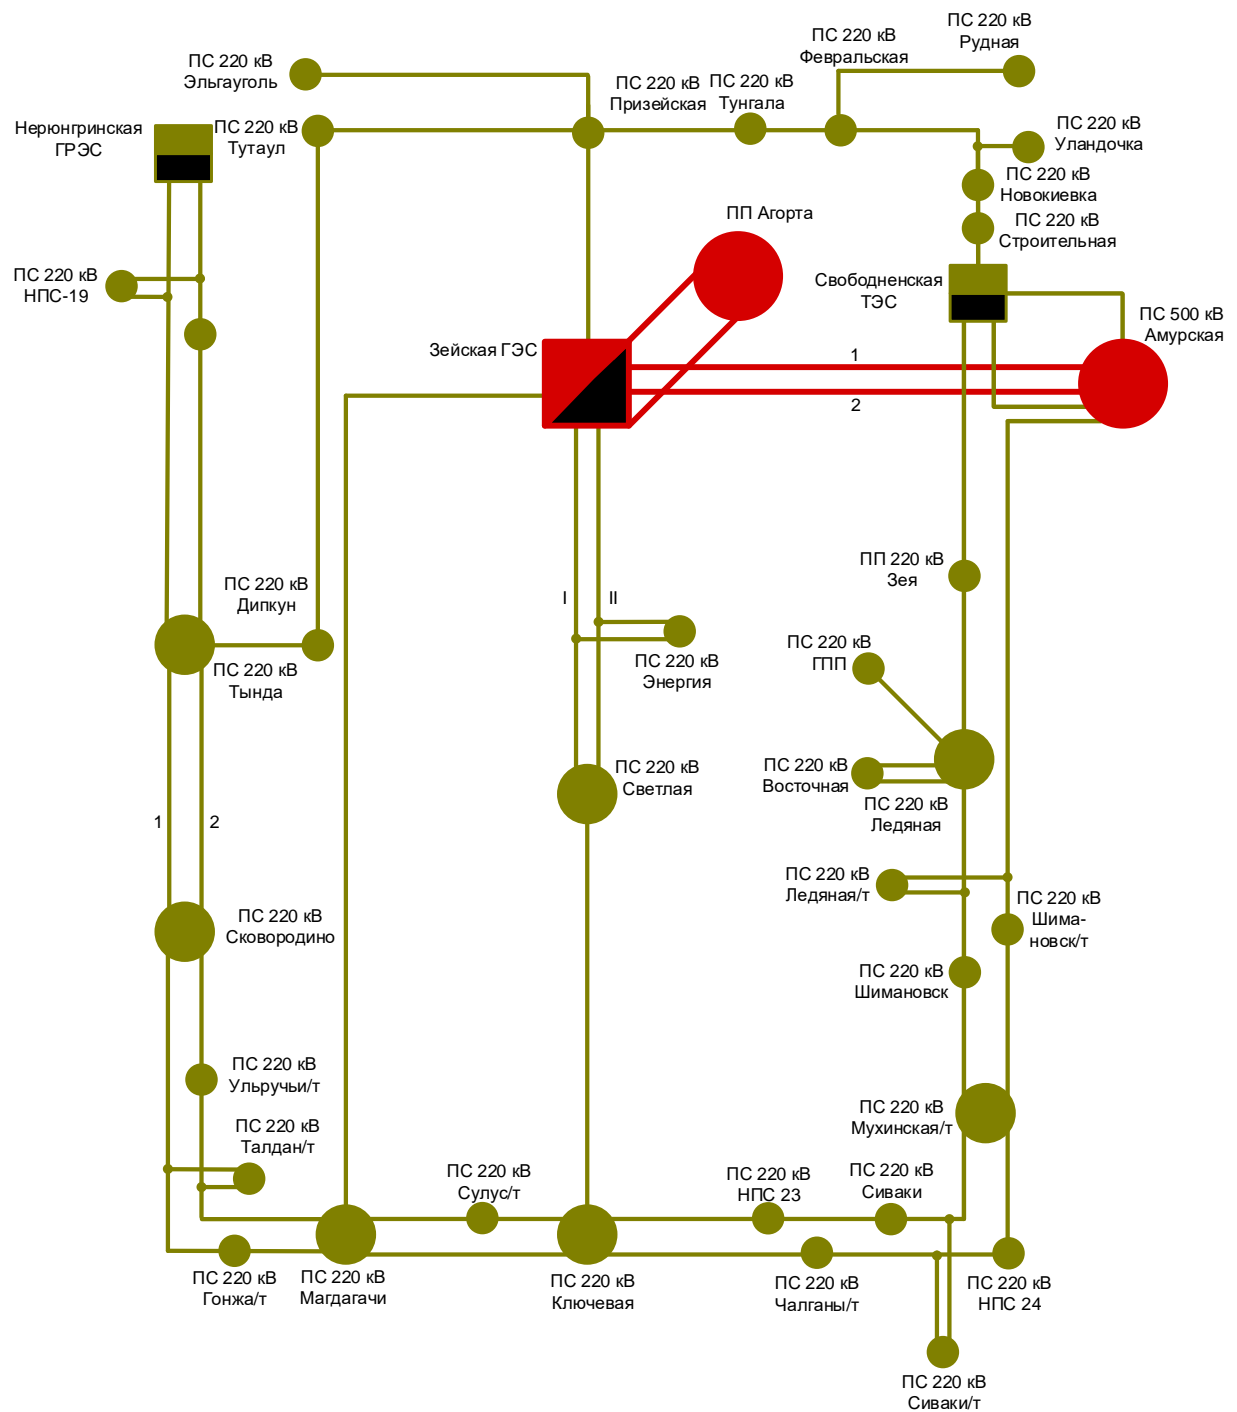 ПС 220 кВ
Рудная
ПС 220 кВ
Февральская
ПС 220 кВ
Эльгауголь
ПС 220 кВ
Призейская
ПС 220 кВ
Тунгала
Нерюнгринская
ГРЭС
ПС 220 кВ
Тутаул
ПС 220 кВ
Уландочка
ПС 220 кВ
Новокиевка
ПП Агорта
ПС 220 кВ
Строительная
ПС 220 кВ
НПС-19
Свободненская
ТЭС
ПС 500 кВ
Амурская
Зейская ГЭС
1
2
ПП 220 кВ
Зея
ПС 220 кВ
Дипкун
I
II
ПС 220 кВ
ГПП
ПС 220 кВ
Тында
ПС 220 кВ
Энергия
ПС 220 кВ
Светлая
ПС 220 кВ
Восточная
ПС 220 кВ
Ледяная
1
2
ПС 220 кВ
Ледяная/т
ПС 220 кВ
Шима-
новск/т
ПС 220 кВ
Сковородино
ПС 220 кВ
Шимановск
ПС 220 кВ
Ульручьи/т
ПС 220 кВ
Мухинская/т
ПС 220 кВ
Талдан/т
ПС 220 кВ
Сулус/т
ПС 220 кВ
НПС 23
ПС 220 кВ
Сиваки
ПС 220 кВ
Гонжа/т
ПС 220 кВ
Магдагачи
ПС 220 кВ
Ключевая
ПС 220 кВ
Чалганы/т
ПС 220 кВ
НПС 24
ПС 220 кВ
Сиваки/т